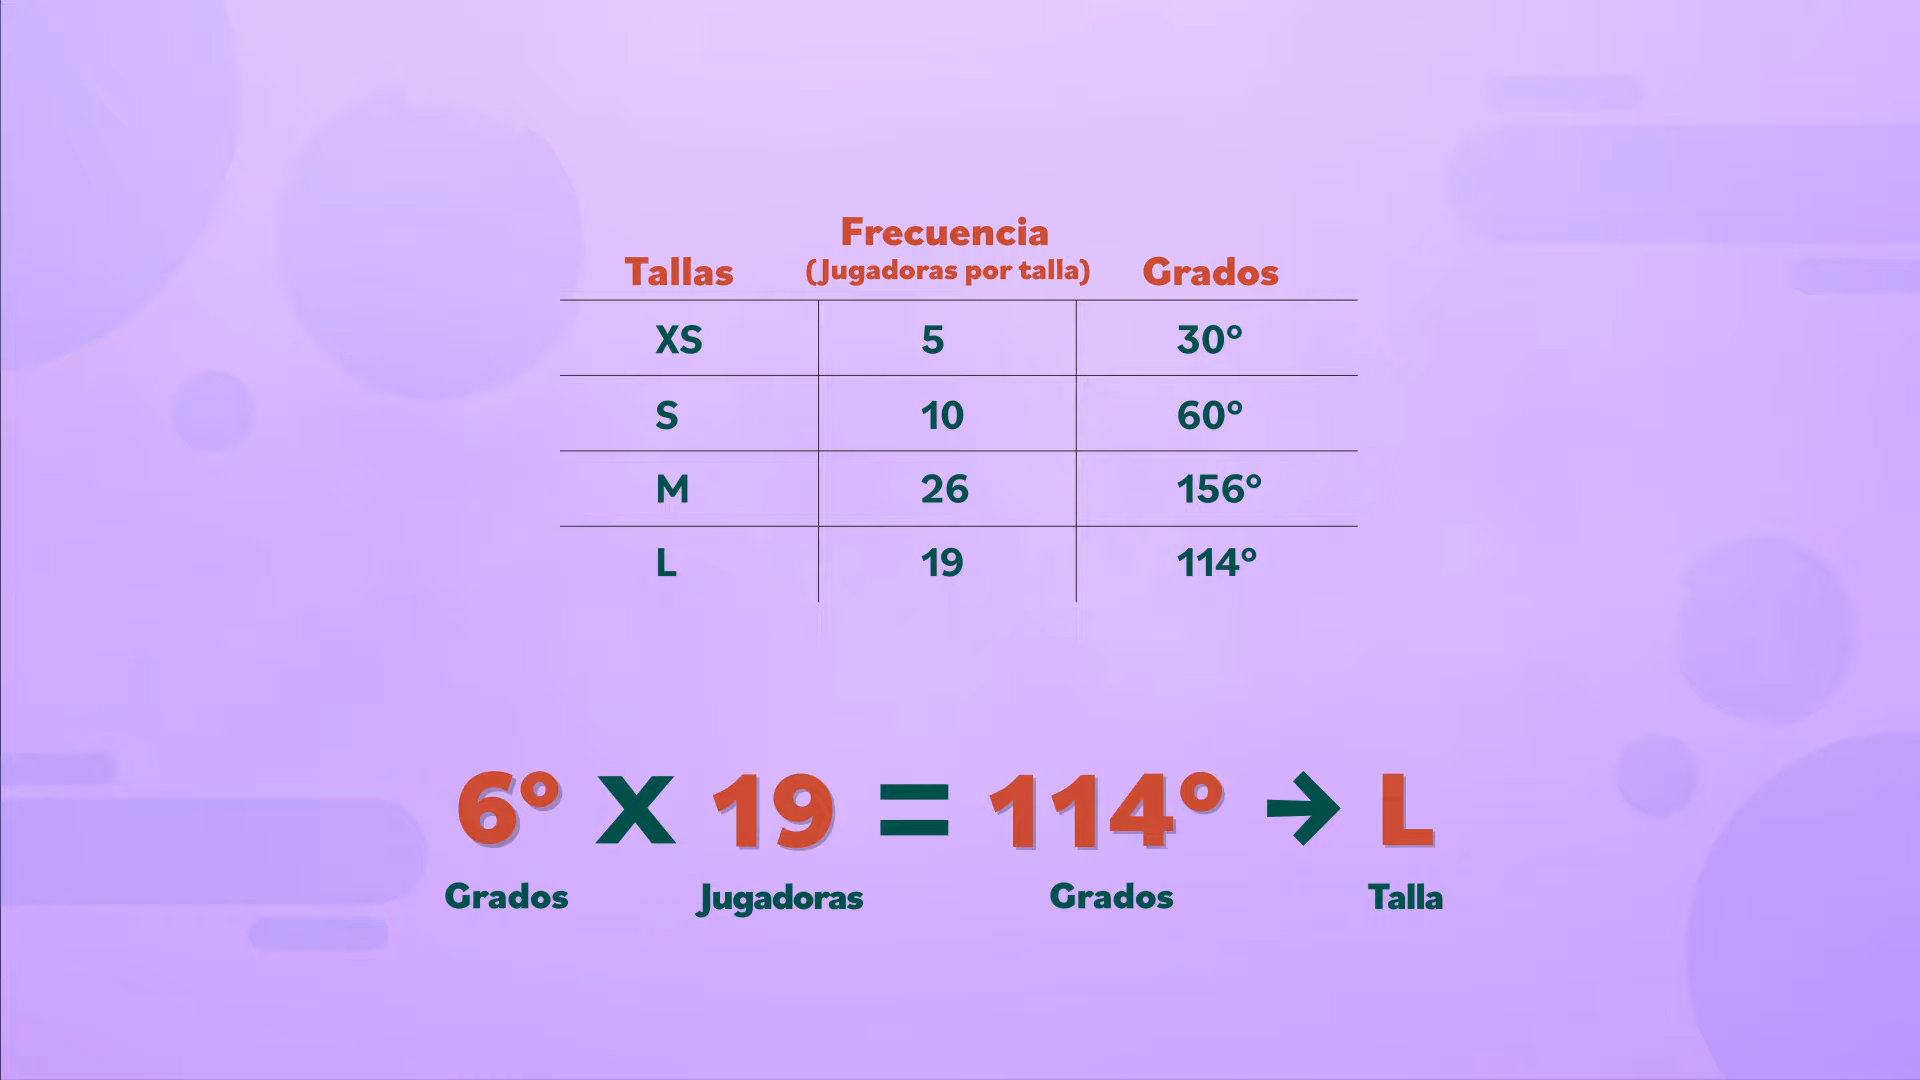 Tallas Frecuencia Grados
(Jugadoras por talla)
XS 5 30°
S 10 60°
M 26 156°
L 19 114°
6° X 19 = 114° → L
Grados Jugadoras Grados Talla